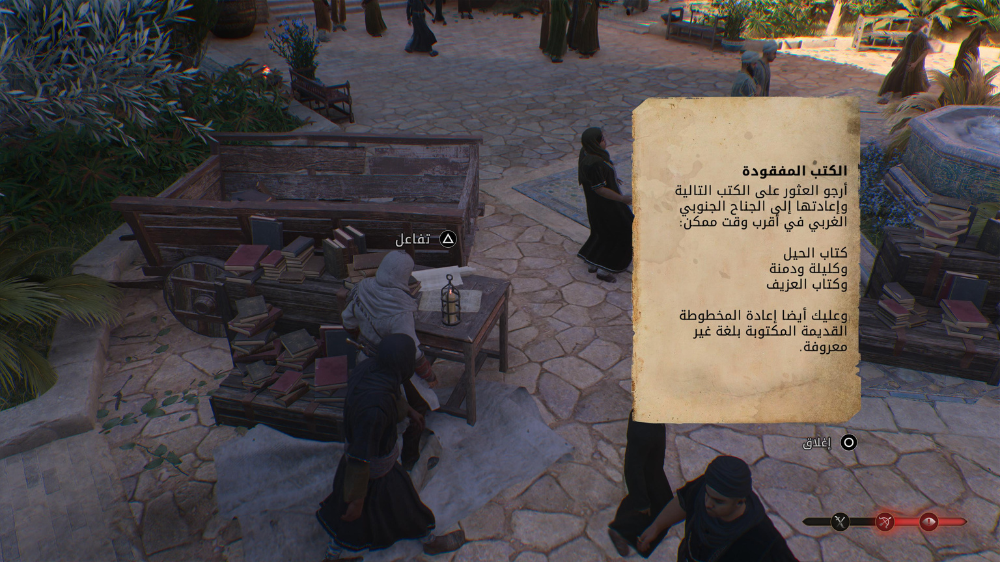 الكتب المفقودة
أرجو العثور على الكتب التالية
وإعادتها إلى الجناح الجنوبي
الغربي في أقرب وقت ممكن:
كتاب الحيل
وكليلة ودمنة
وكتاب العزيف
وعليك أيضا إعادة المخطوطة
القديمة المكتوبة بلغة غير
معروفة.
تفاعل
إغلاق